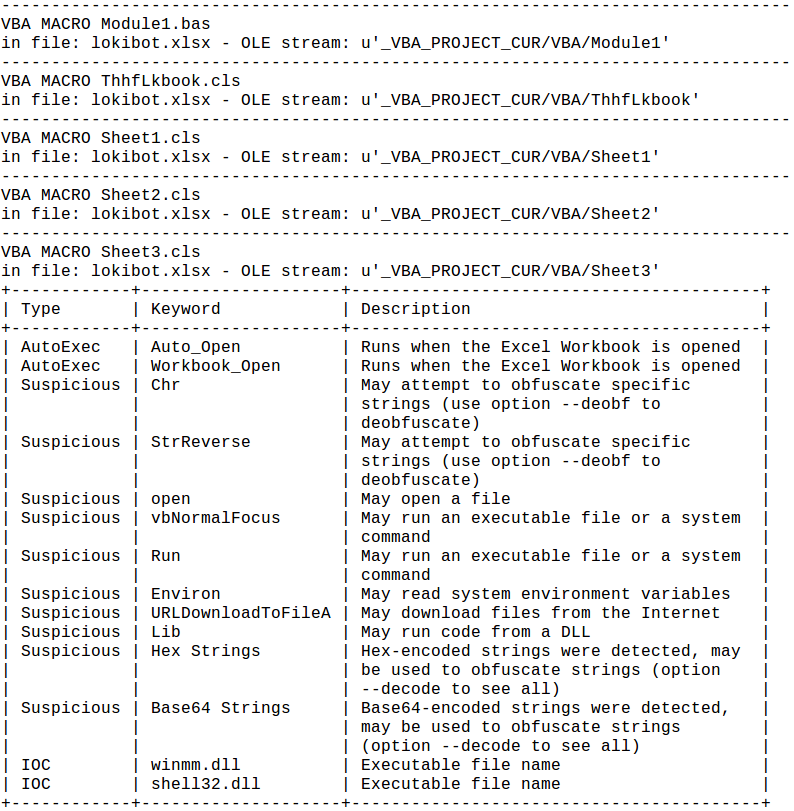 -------------------------------------------------------------------------------
VBA MACRO Module1.bas
in file: lokibot.xlsx - OLE stream: u'_VBA_PROJECT_CUR/VBA/Module1'
-------------------------------------------------------------------------------
VBA MACRO ThhfLkbook.cls
in file: lokibot.xlsx - OLE stream: u'_VBA_PROJECT_CUR/VBA/ThhfLkbook'
-------------------------------------------------------------------------------
VBA MACRO Sheet1.cls
in file: lokibot.xlsx - OLE stream: u'_VBA_PROJECT_CUR/VBA/Sheet1'
-------------------------------------------------------------------------------
VBA MACRO Sheet2.cls
in file: lokibot.xlsx - OLE stream: u'_VBA_PROJECT_CUR/VBA/Sheet2'
-------------------------------------------------------------------------------
VBA MACRO Sheet3.cls
in file: lokibot.xlsx - OLE stream: u'_VBA_PROJECT_CUR/VBA/Sheet3'
+------------+--------------------+-----------------------------------------+
| Type       | Keyword            | Description                             |
+------------+--------------------+-----------------------------------------+
| AutoExec   | Auto_Open          | Runs when the Excel Workbook is opened  |
| AutoExec   | Workbook_Open      | Runs when the Excel Workbook is opened  |
| Suspicious | Chr                | May attempt to obfuscate specific       |
|            |                    | strings (use option --deobf to          |
|            |                    | deobfuscate)                            |
| Suspicious | StrReverse         | May attempt to obfuscate specific       |
|            |                    | strings (use option --deobf to          |
|            |                    | deobfuscate)                            |
| Suspicious | open               | May open a file                         |
| Suspicious | vbNormalFocus      | May run an executable file or a system  |
|            |                    | command                                 |
| Suspicious | Run                | May run an executable file or a system  |
|            |                    | command                                 |
| Suspicious | Environ            | May read system environment variables   |
| Suspicious | URLDownloadToFileA | May download files from the Internet    |
| Suspicious | Lib                | May run code from a DLL                 |
| Suspicious | Hex Strings        | Hex-encoded strings were detected, may  |
|            |                    | be used to obfuscate strings (option    |
|            |                    | --decode to see all)                    |
| Suspicious | Base64 Strings     | Base64-encoded strings were detected,   |
|            |                    | may be used to obfuscate strings        |
|            |                    | (option --decode to see all)            |
| IOC        | winmm.dll          | Executable file name                    |
| IOC        | shell32.dll        | Executable file name                    |
+------------+--------------------+-----------------------------------------+